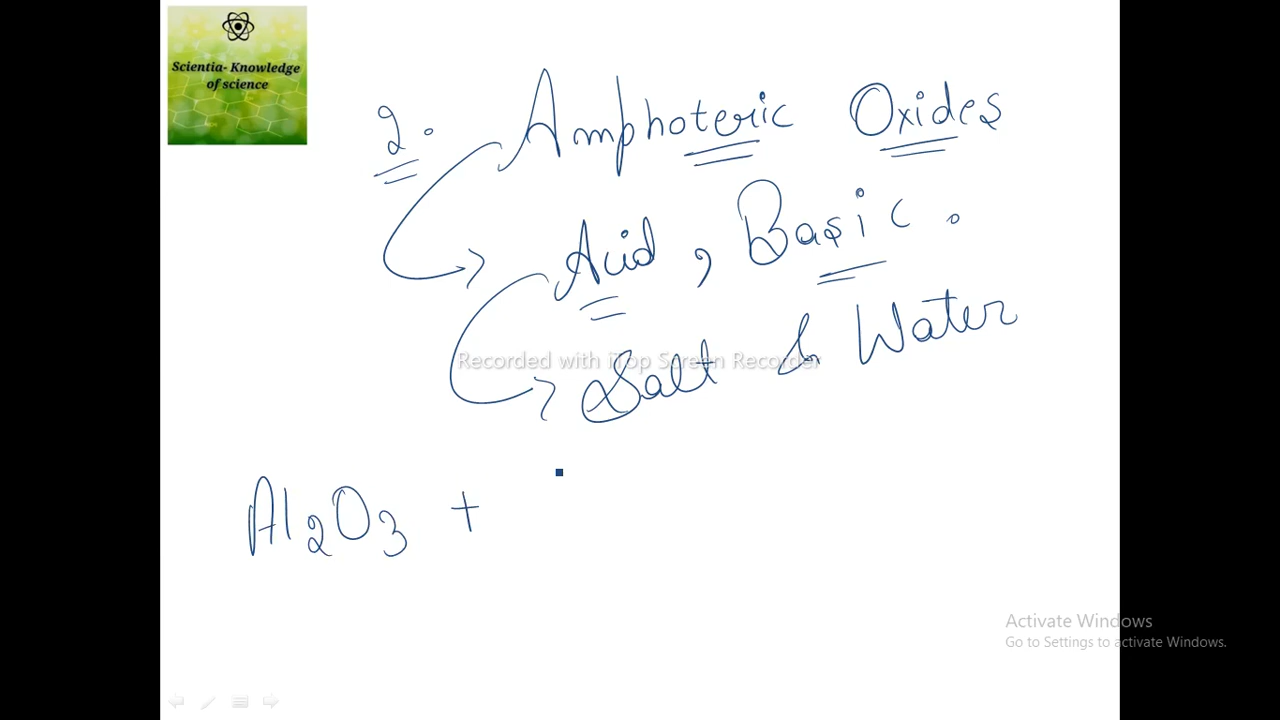 Scientia- Knowledge
of science
2. Amphoteric Oxides
Acid, Basic.
Recorded with iTop Screen Recorder
Salt & Water
Al₂O₃ +
Activate Windows
Go to Settings to activate Windows.